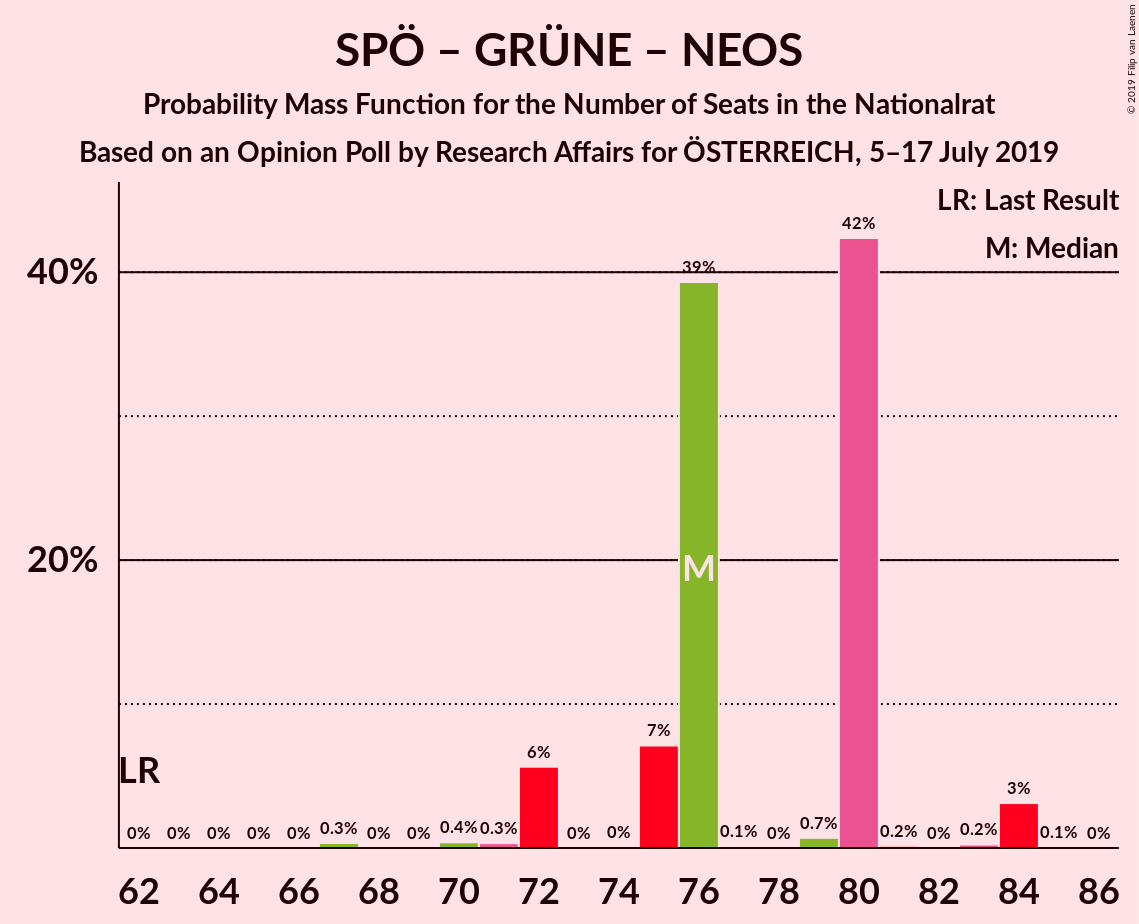 SPÖ – GRÜNE – NEOS
Probability Mass Function for the Number of Seats in the Nationalrat
Based on an Opinion Poll by Research Affairs for ÖSTERREICH, 5–17 July 2019
© 2019 Filip van Laenen
LR: Last Result
M: Median
40%
20%
LR
M
0% 0% 0% 0% 0% 0.3% 0% 0% 0.4% 0.3% 6% 0% 0% 7% 39% 0.1% 0% 0.7% 42% 0.2% 0% 0.2% 3% 0.1% 0%
62 64 66 68 70 72 74 76 78 80 82 84 86